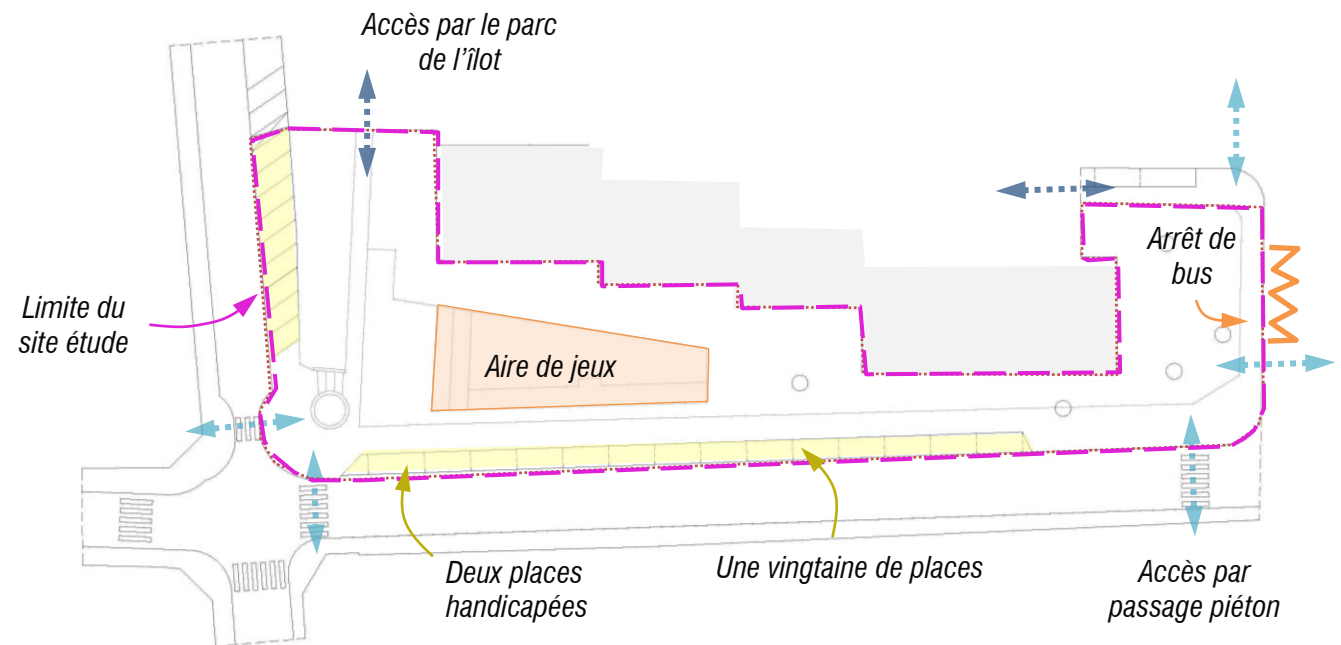 Accès par le parc
de l'îlot
Arrêt de
bus
Limite du
site étude
Aire de jeux
Deux places
handicapées
Une vingtaine de places
Accès par
passage piéton